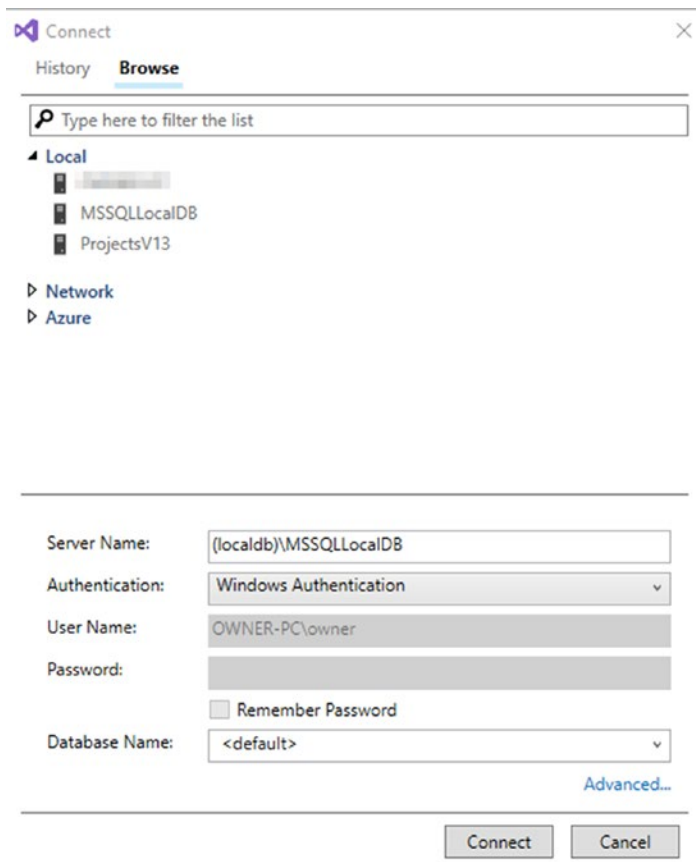 Connect
History Browse
Type here to filter the list
Local
MSSQLLocalDB
ProjectsV13
Network
Azure
Server Name: (localdb)\MSSQLLocalDB
Authentication: Windows Authentication
User Name: OWNER-PC\owner
Password:
Remember Password
Database Name: <default>
Advanced...
Connect Cancel